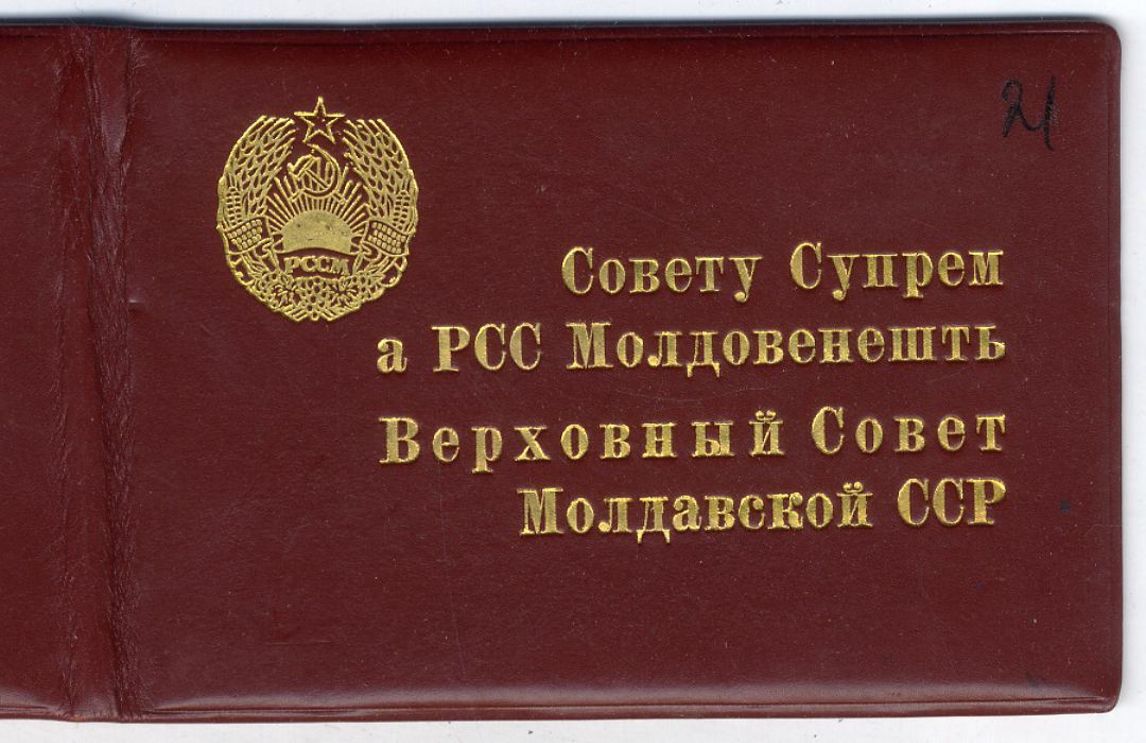 21
РССМ
Совету Супрем
а РСС Молдовенешть
Верховный Совет
Молдавской ССР